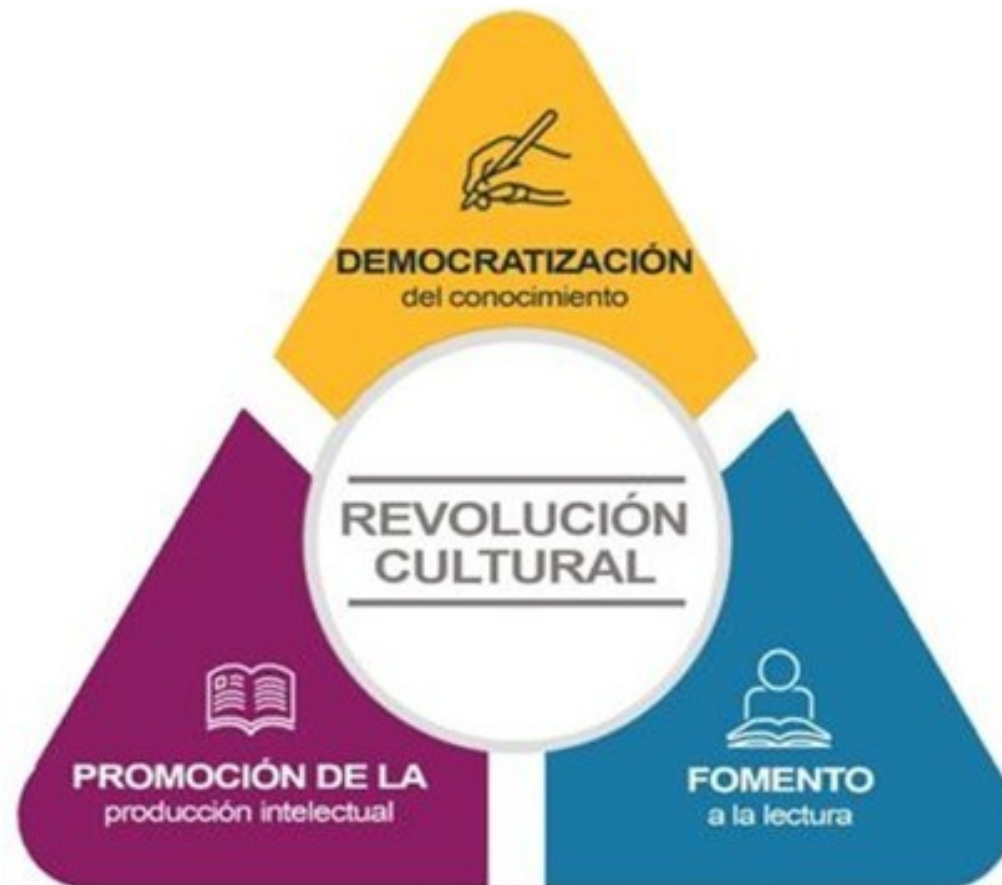 DEMOCRATIZACIÓN
del conocimiento
REVOLUCIÓN
CULTURAL
PROMOCIÓN DE LA
producción intelectual
FOMENTO
a la lectura